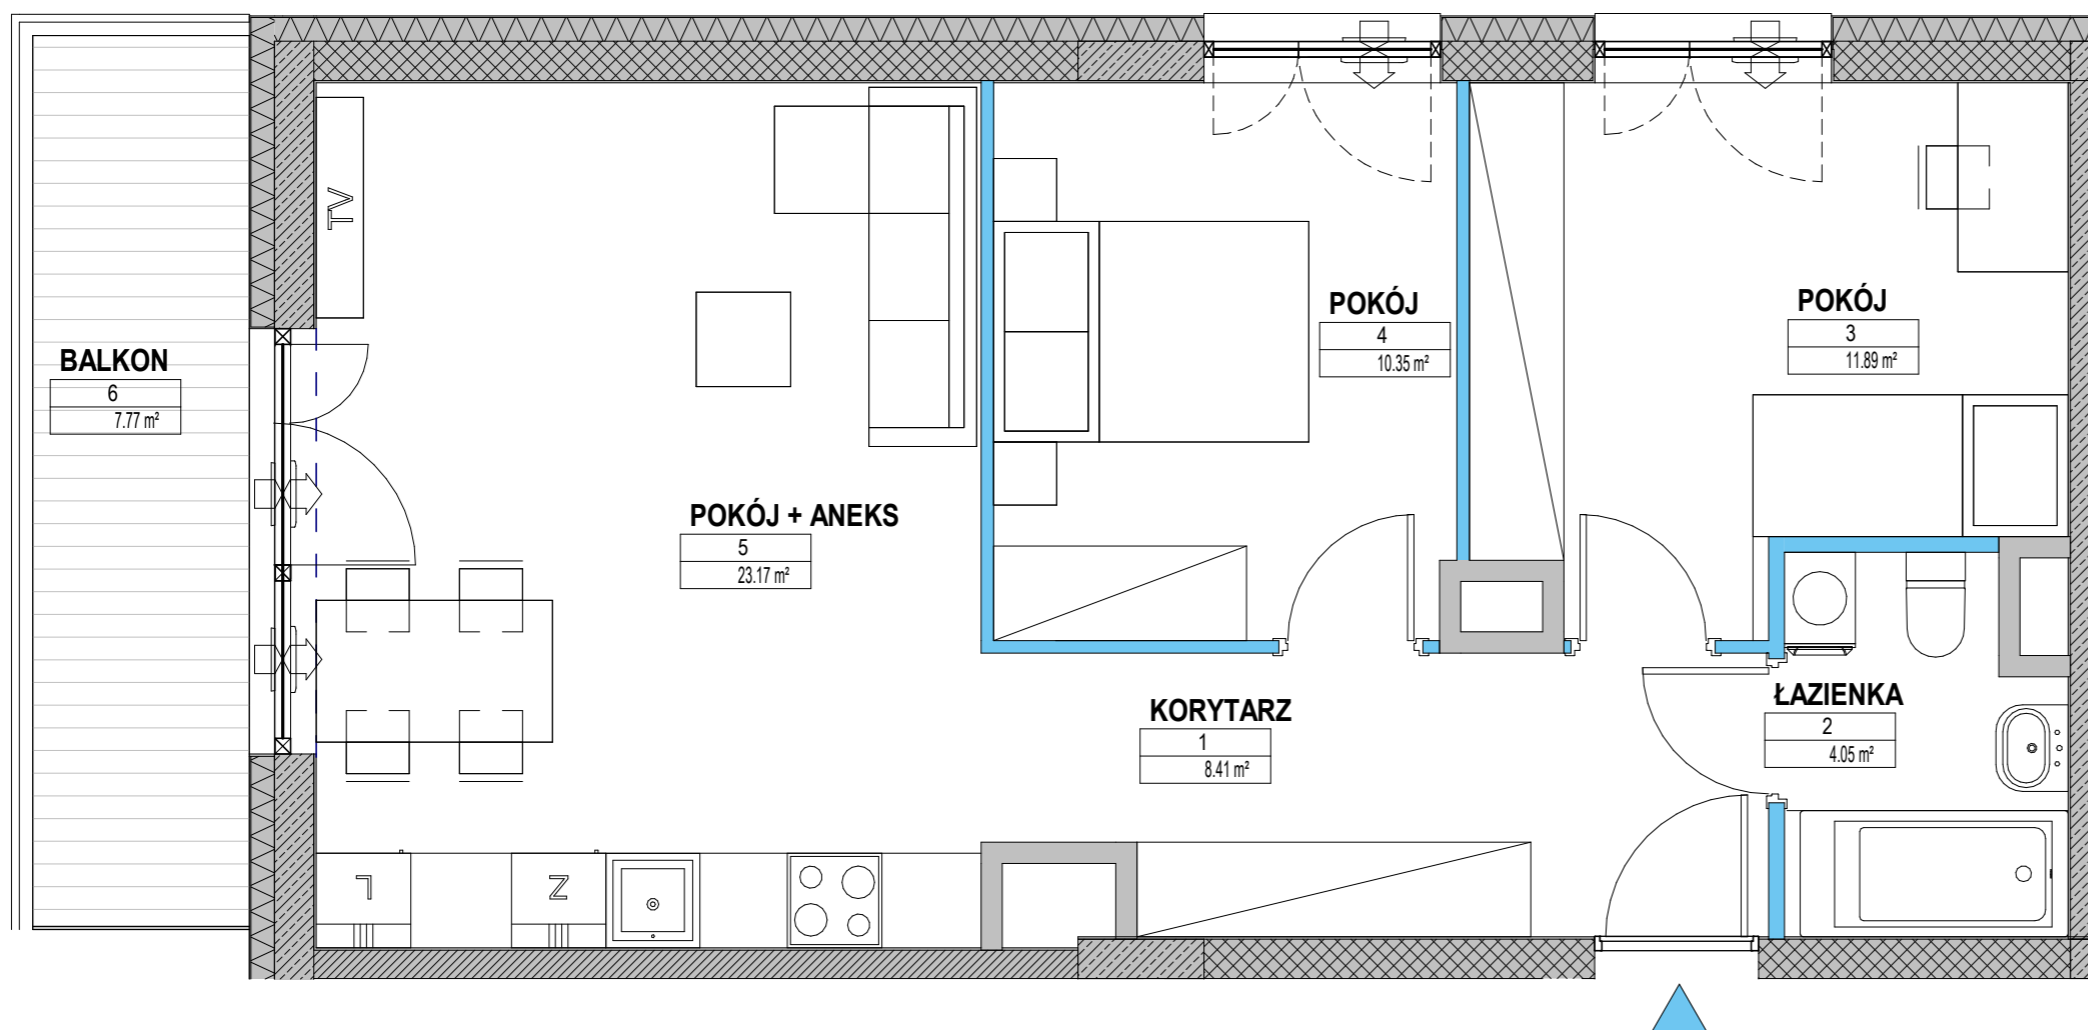 TV
BALKON
6
7.77 m²
POKÓJ + ANEKS
5
23.17 m²
POKÓJ
4
10.35 m²
POKÓJ
3
11.89 m²
KORYTARZ
1
8.41 m²
ŁAZIENKA
2
4.05 m²
L
Z